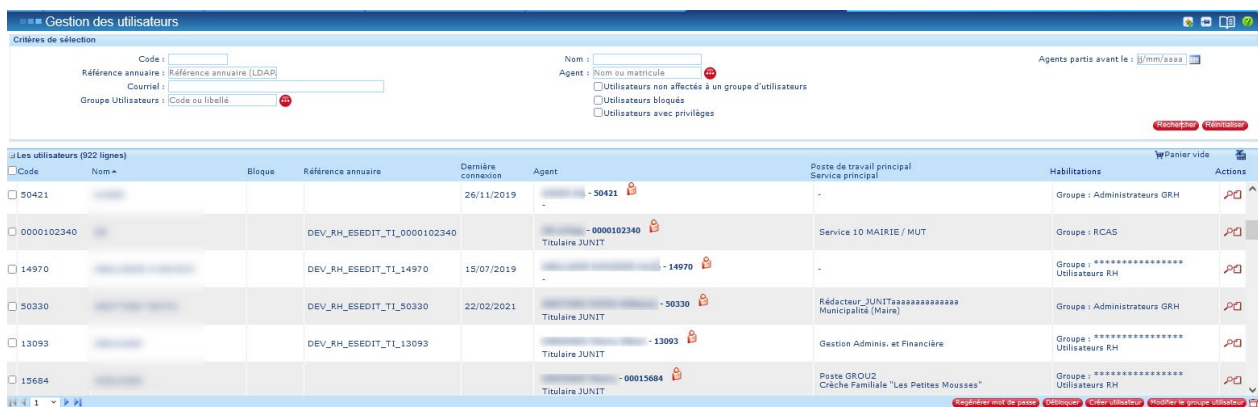 Gestion des utilisateurs
Critères de sélection
Code :
Nom :
Agents partis avant le : jj/mm/aaaa
Référence annuaire : Référence annuaire (LDAP,
Agent : Nom ou matricule
Courriel :
Utilisateurs non affectés à un groupe d'utilisateurs
Groupe Utilisateurs : Code ou libellé
Utilisateurs bloqués
Utilisateurs avec privilèges
Rechercher Réinitialiser
Les utilisateurs (922 lignes)
Panier vide
Code Nom Bloque Référence annuaire Dernière connexion Agent Poste de travail principal Service principal Habilitations Actions
50421 26/11/2019 - 50421 - Groupe : Administrateurs GRH
-
0000102340 DEV_RH_ESEDIT_TI_0000102340 - 0000102340 Service 10 MAIRIE / MUT Groupe : RCAS
Titulaire JUNIT
14970 DEV_RH_ESEDIT_TI_14970 15/07/2019 - 14970 - Groupe : **************** Utilisateurs RH
-
50330 DEV_RH_ESEDIT_TI_50330 22/02/2021 - 50330 Rédacteur_JUNITaaaaaaaaaaaaa Municipalité (Maire) Groupe : Administrateurs GRH
Titulaire JUNIT
13093 DEV_RH_ESEDIT_TI_13093 - 13093 Gestion Adminis. et Financière Groupe : **************** Utilisateurs RH
Titulaire JUNIT
15684 - 00015684 Poste GROU2 Crèche Familiale "Les Petites Mousses" Groupe : **************** Utilisateurs RH
Titulaire JUNIT
1
Regénérer mot de passe Débloquer Créer utilisateur Modifier le groupe utilisateur